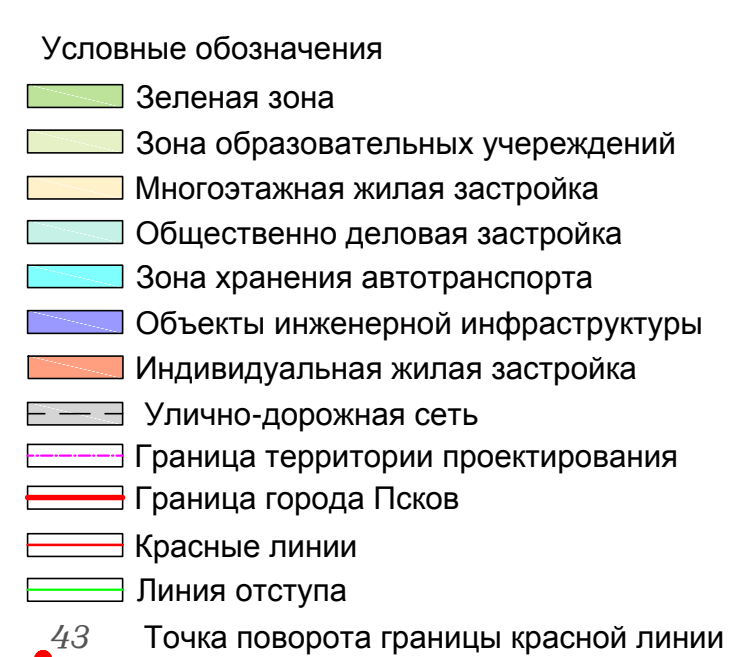 Условные обозначения
Зеленая зона
Зона образовательных учереждений
Многоэтажная жилая застройка
Общественно деловая застройка
Зона хранения автотранспорта
Объекты инженерной инфраструктуры
Индивидуальная жилая застройка
Улично-дорожная сеть
Граница территории проектирования
Граница города Псков
Красные линии
Линия отступа
43 Точка поворота границы красной линии